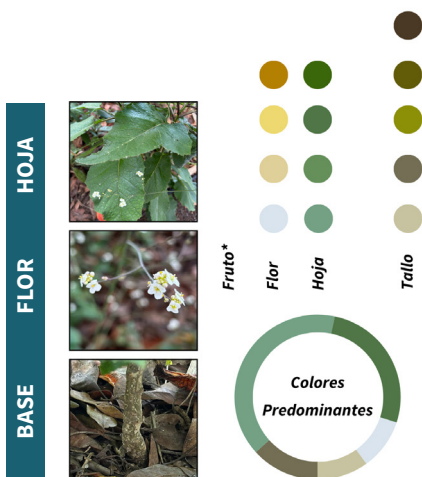 HOJA
FLOR
BASE
Fruto*
Flor
Hoja
Tallo
Colores
Predominantes